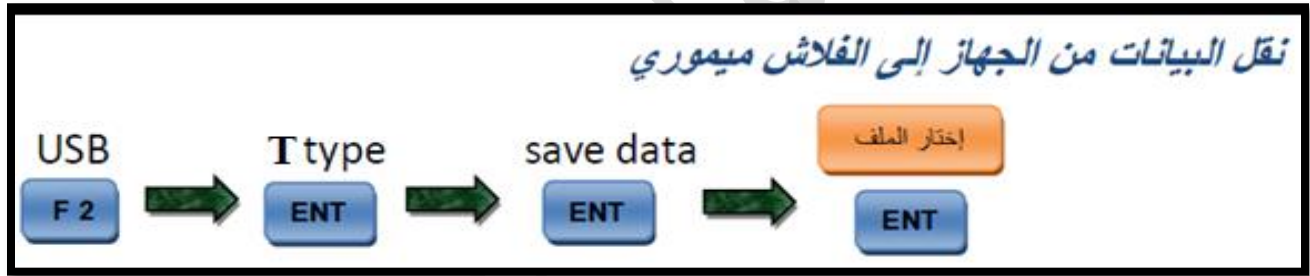 نقل البيانات من الجهاز إلى الفلاش ميموري
USB T type save data إختار الملف
F 2 ENT ENT ENT